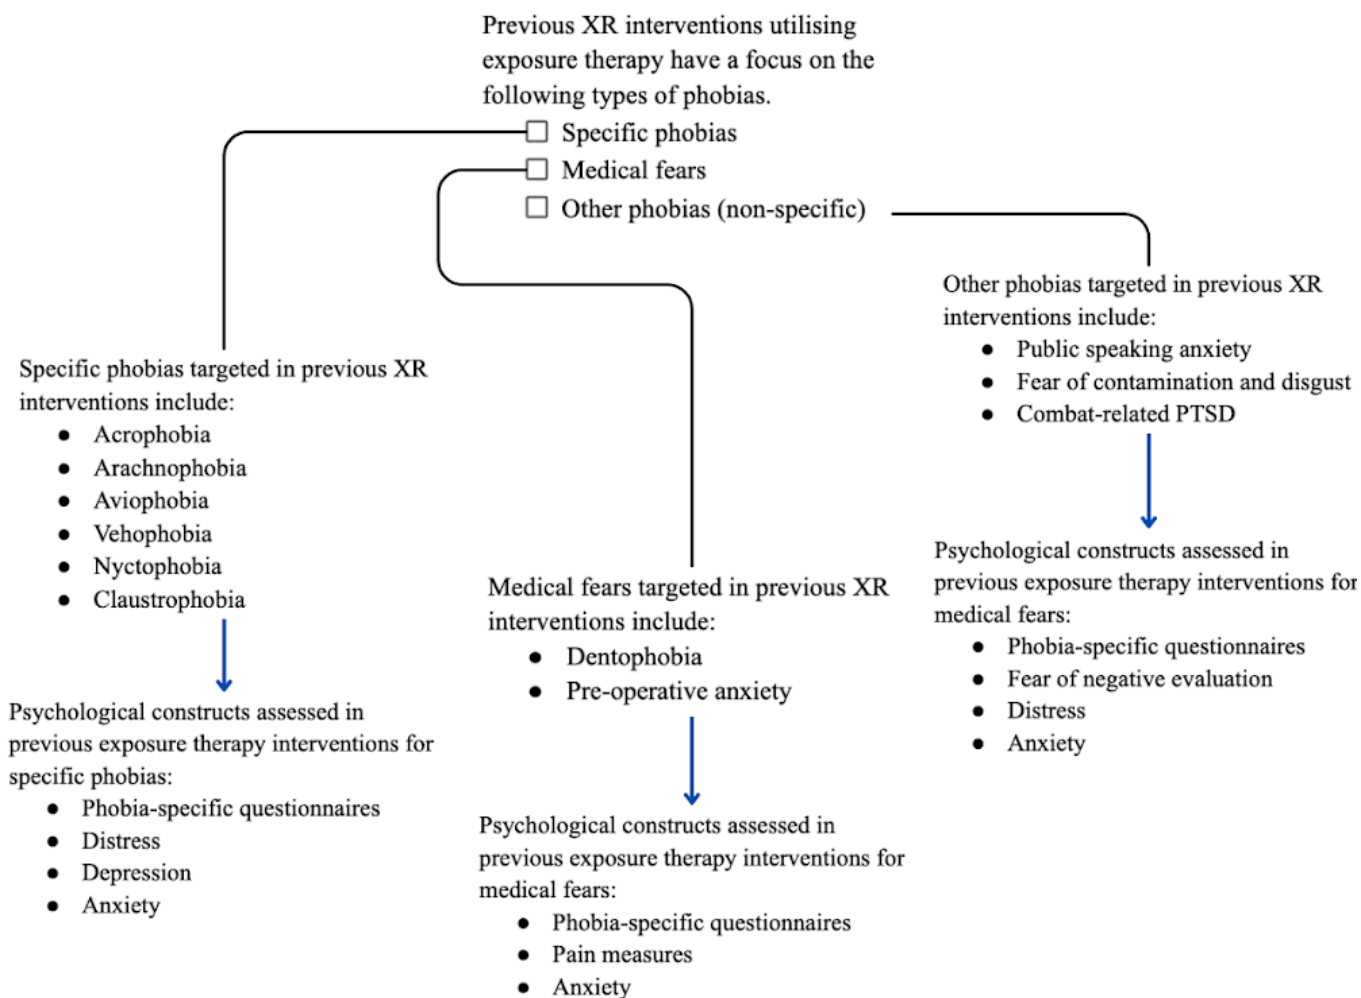 Previous XR interventions utilising
exposure therapy have a focus on the
following types of phobias.
Specific phobias
Medical fears
Other phobias (non-specific)
Specific phobias targeted in previous XR
interventions include:
● Acrophobia
● Arachnophobia
● Aviophobia
● Vehophobia
● Nyctophobia
● Claustrophobia
Psychological constructs assessed in
previous exposure therapy interventions for
specific phobias:
● Phobia-specific questionnaires
● Distress
● Depression
● Anxiety
Medical fears targeted in previous XR
interventions include:
● Dentophobia
● Pre-operative anxiety
Psychological constructs assessed in
previous exposure therapy interventions for
medical fears:
● Phobia-specific questionnaires
● Pain measures
● Anxiety
Other phobias targeted in previous XR
interventions include:
● Public speaking anxiety
● Fear of contamination and disgust
● Combat-related PTSD
Psychological constructs assessed in
previous exposure therapy interventions for
medical fears:
● Phobia-specific questionnaires
● Fear of negative evaluation
● Distress
● Anxiety